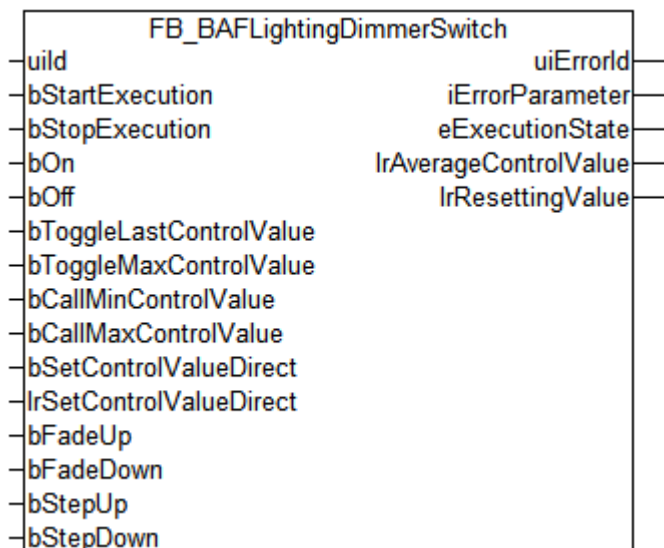 FB_BAFLightingDimmerSwitch
uiId uiErrorId
bStartExecution iErrorParameter
bStopExecution eExecutionState
bOn lrAverageControlValue
bOff lrResettingValue
bToggleLastControlValue
bToggleMaxControlValue
bCallMinControlValue
bCallMaxControlValue
bSetControlValueDirect
lrSetControlValueDirect
bFadeUp
bFadeDown
bStepUp
bStepDown